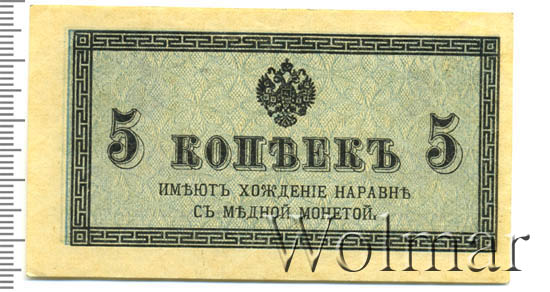 5 КОПѢЕКЪ 5
ИМѢЮТЪ ХОЖДЕНІЕ НАРАВНѢ
СЪ МѢДНОЙ МОНЕТОЙ.
Wolmar